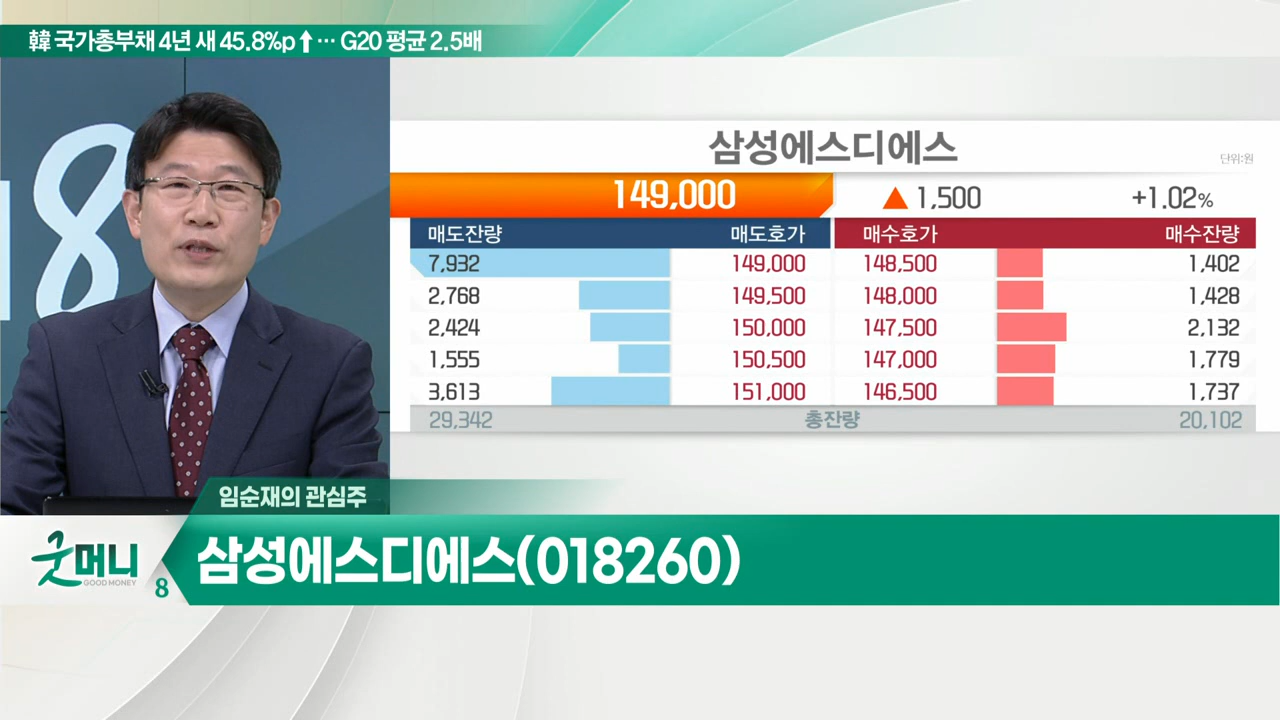 韓 국가총부채 4년 새 45.8%p↑… G20 평균 2.5배
8
삼성에스디에스
단위:원
149,000 ▲ 1,500 +1.02%
매도잔량 매도호가 매수호가 매수잔량
7,932 149,000 148,500 1,402
2,768 149,500 148,000 1,428
2,424 150,000 147,500 2,132
1,555 150,500 147,000 1,779
3,613 151,000 146,500 1,737
29,342 총잔량 20,102
임순재의 관심주
굿머니 8
GOOD MONEY
삼성에스디에스(018260)